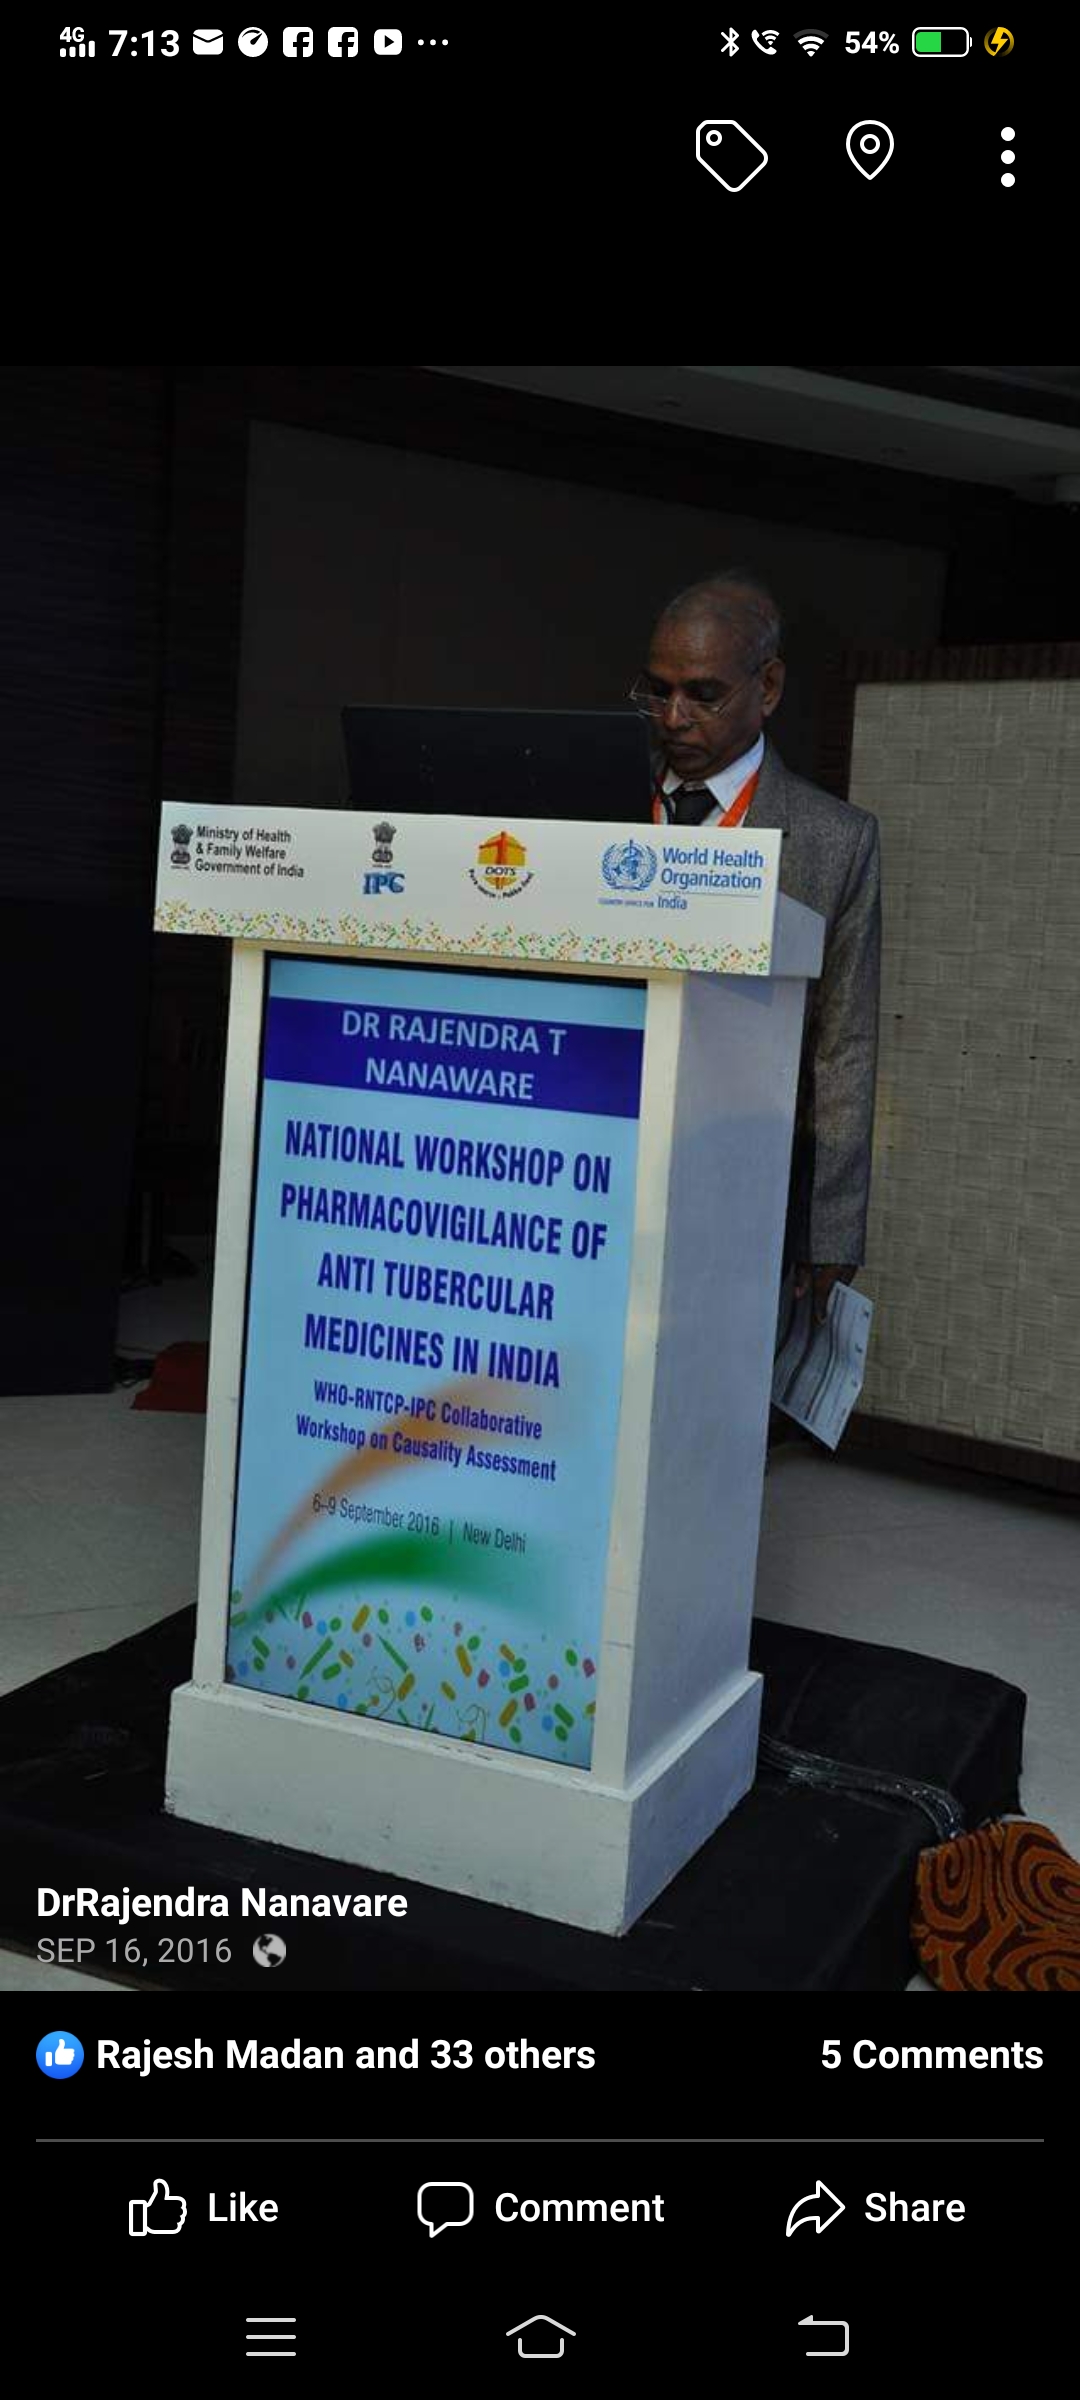 4G 7:13
54%
Ministry of Health
& Family Welfare
Government of India
IPC
DOTS
World Health
Organization
India
DR RAJENDRA T
NANAWARE
NATIONAL WORKSHOP ON
PHARMACOVIGILANCE OF
ANTI TUBERCULAR
MEDICINES IN INDIA
WHO-RNTCP-IPC Collaborative
Workshop on Causality Assessment
6-9 September 2016 | New Delhi
DrRajendra Nanavare
SEP 16, 2016
Rajesh Madan and 33 others
5 Comments
Like
Comment
Share